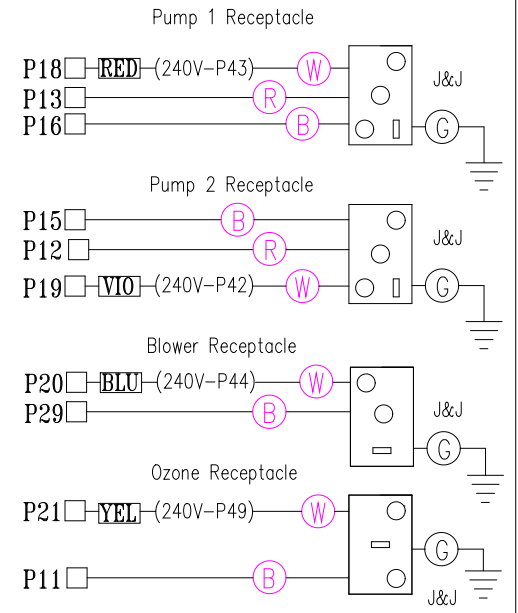 Pump 1 Receptacle
P18 RED (240V-P43) W
J&J
P13 R
P16 B G
Pump 2 Receptacle
P15 B
J&J
P12 R
P19 VIO (240V-P42) W G
Blower Receptacle
P20 BLU (240V-P44) W
P29 B J&J
G
Ozone Receptacle
P21 YEL (240V-P49) W
G
P11 B
J&J